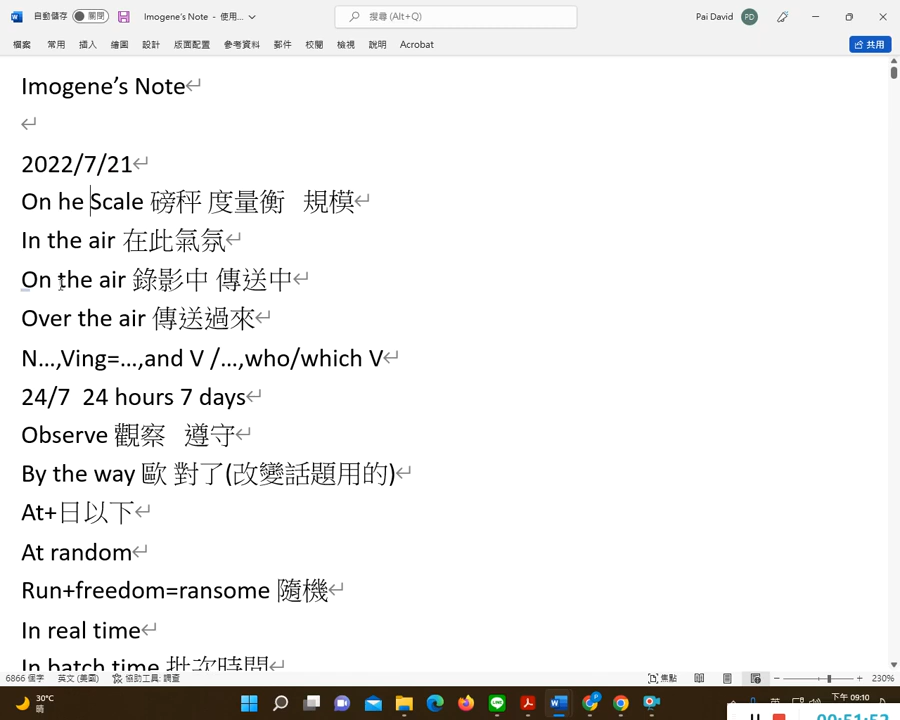 自動儲存 關閉 Imogene's Note - 使用... 搜尋 (Alt+Q) Pai David PD
檔案 常用 插入 繪圖 設計 版面配置 參考資料 郵件 校閱 檢視 說明 Acrobat 共用
Imogene’s Note
2022/7/21
On he Scale 磅秤 度量衡 規模
In the air 在此氣氛
On the air 錄影中 傳送中
Over the air 傳送過來
N…,Ving=…,and V /…,who/which V
24/7 24 hours 7 days
Observe 觀察 遵守
By the way 歐 對了(改變話題用的)
At+日以下
At random
Run+freedom=ransome 隨機
In real time
In batch time 批次時間
6866 個字 英文 (美國) 協助工具: 調查 焦點 230%
30°C 晴 英 下午 09:10
00:51:52